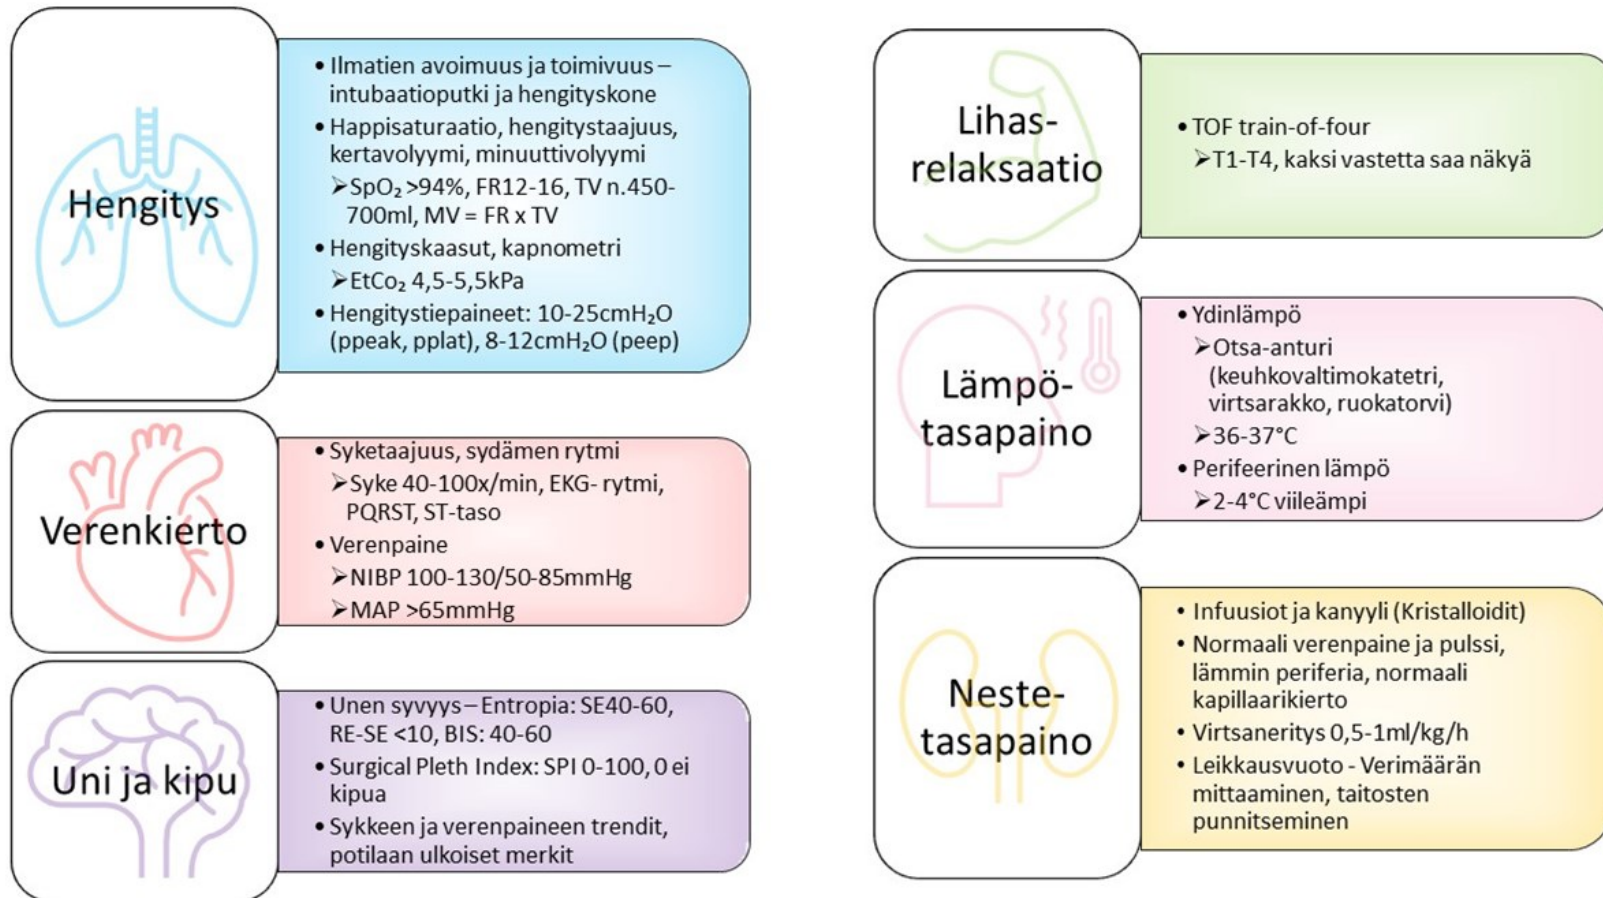 Hengitys
• Ilmatien avoimuus ja toimivuus –
intubaatioputki ja hengityskone
• Happisaturaatio, hengitystaajuus,
kertavolyymi, minuuttivolyymi
➢SpO₂ >94%, FR12-16, TV n.450-
700ml, MV = FR x TV
• Hengityskaasut, kapnometri
➢EtCo₂ 4,5-5,5kPa
• Hengitystiepaineet: 10-25cmH₂O
(ppeak, pplat), 8-12cmH₂O (peep)
Verenkierto
• Syketaajuus, sydämen rytmi
➢Syke 40-100x/min, EKG- rytmi,
PQRST, ST-taso
• Verenpaine
➢NIBP 100-130/50-85mmHg
➢MAP >65mmHg
Uni ja kipu
• Unen syvyys – Entropia: SE40-60,
RE-SE <10, BIS: 40-60
• Surgical Pleth Index: SPI 0-100, 0 ei
kipua
• Sykkeen ja verenpaineen trendit,
potilaan ulkoiset merkit
Lihas-
relaksaatio
• TOF train-of-four
➢T1-T4, kaksi vastetta saa näkyä
Lämpö-
tasapaino
• Ydinlämpö
➢Otsa-anturi
(keuhkovaltimokatetri,
virtsarakko, ruokatorvi)
➢36-37°C
• Perifeerinen lämpö
➢2-4°C viileämpi
Neste-
tasapaino
• Infuusiot ja kanyyli (Kristalloidit)
• Normaali verenpaine ja pulssi,
lämmin periferia, normaali
kapillaarikierto
• Virtsaneritys 0,5-1ml/kg/h
• Leikkausvuoto - Verimäärän
mittaaminen, taitosten
punnitseminen